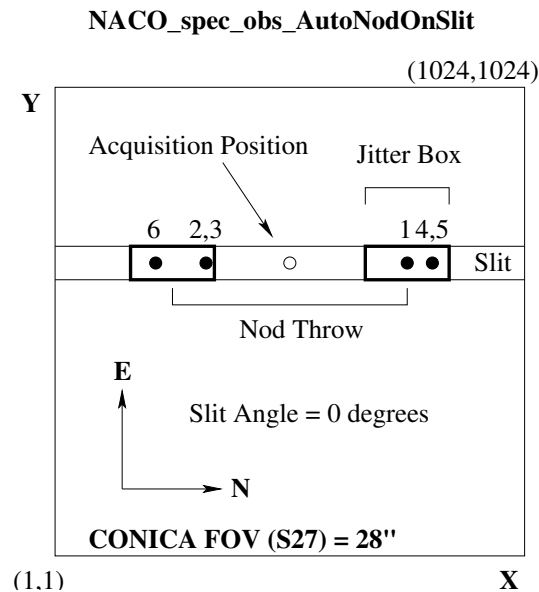 NACO_spec_obs_AutoNodOnSlit
(1024,1024)
Y
Acquisition Position
Jitter Box
6 2,3 1 4,5
Slit
Nod Throw
E
Slit Angle = 0 degrees
N
CONICA FOV (S27) = 28"
(1,1) X